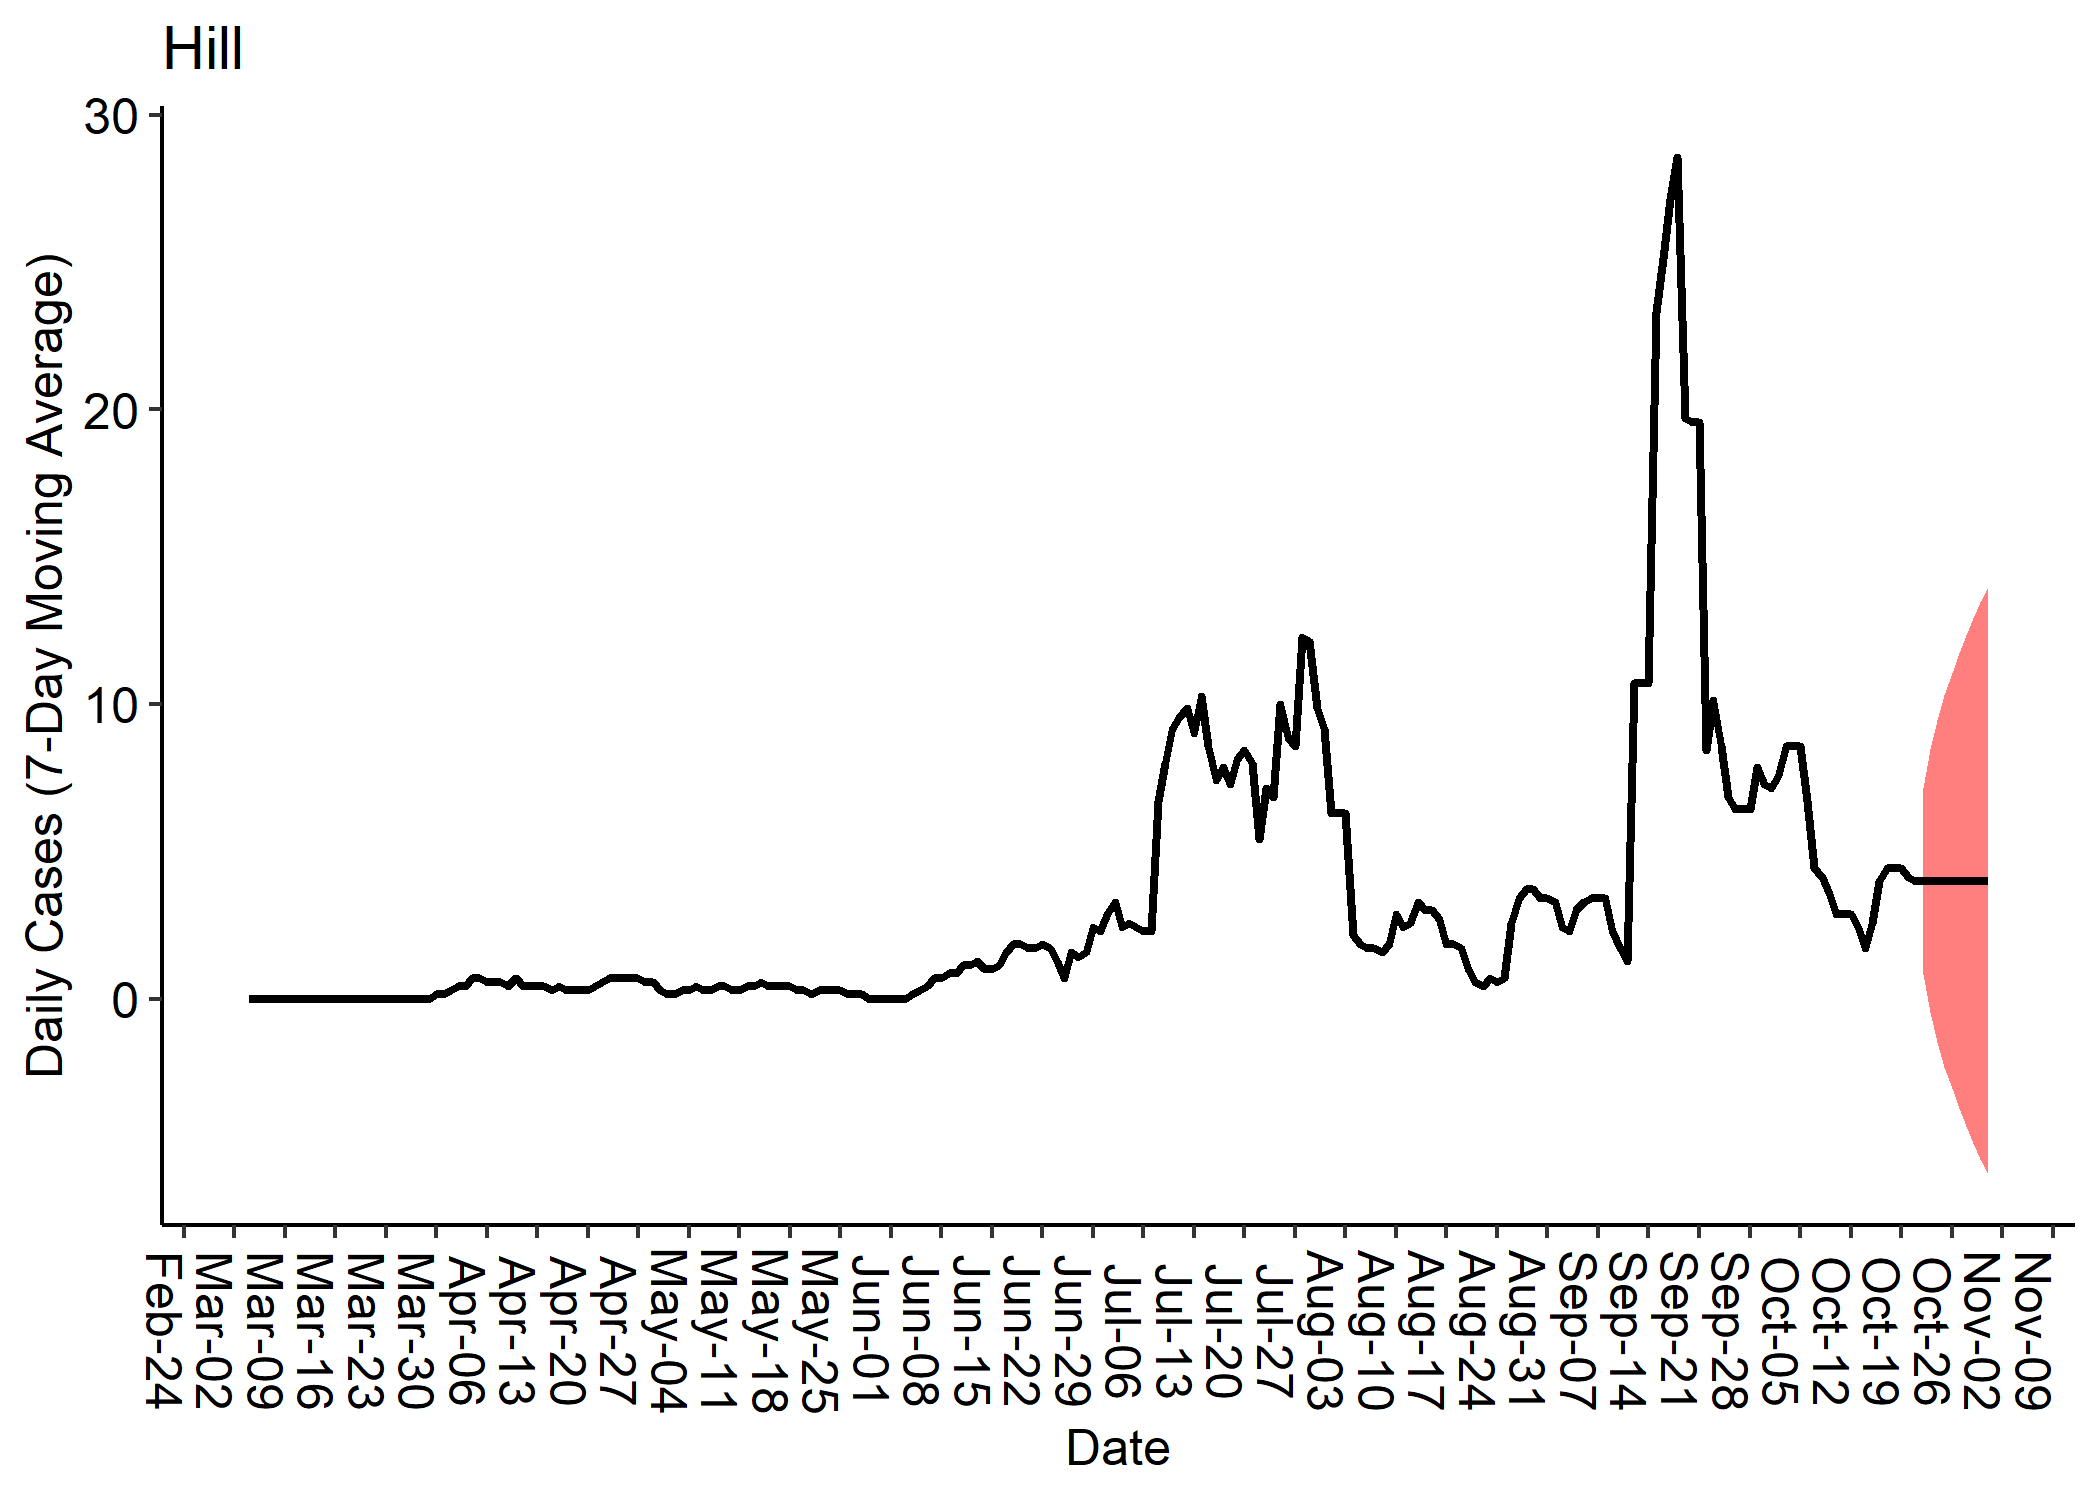 Hill
Daily Cases (7-Day Moving Average)
30
20
10
0
Feb-24
Mar-02
Mar-09
Mar-16
Mar-23
Mar-30
Apr-06
Apr-13
Apr-20
Apr-27
May-04
May-11
May-18
May-25
Jun-01
Jun-08
Jun-15
Jun-22
Jun-29
Jul-06
Jul-13
Jul-20
Jul-27
Aug-03
Aug-10
Aug-17
Aug-24
Aug-31
Sep-07
Sep-14
Sep-21
Sep-28
Oct-05
Oct-12
Oct-19
Oct-26
Nov-02
Nov-09
Date